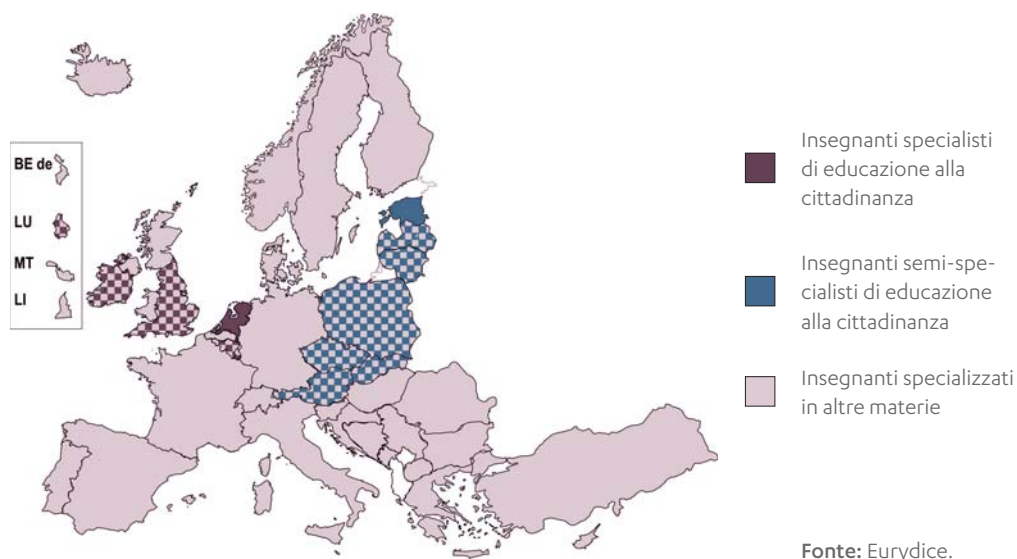 BE de
LU
MT
LI
Insegnanti specialisti
di educazione alla
cittadinanza
Insegnanti semi-spe-
cialisti di educazione
alla cittadinanza
Insegnanti specializzati
in altre materie
Fonte: Eurydice.